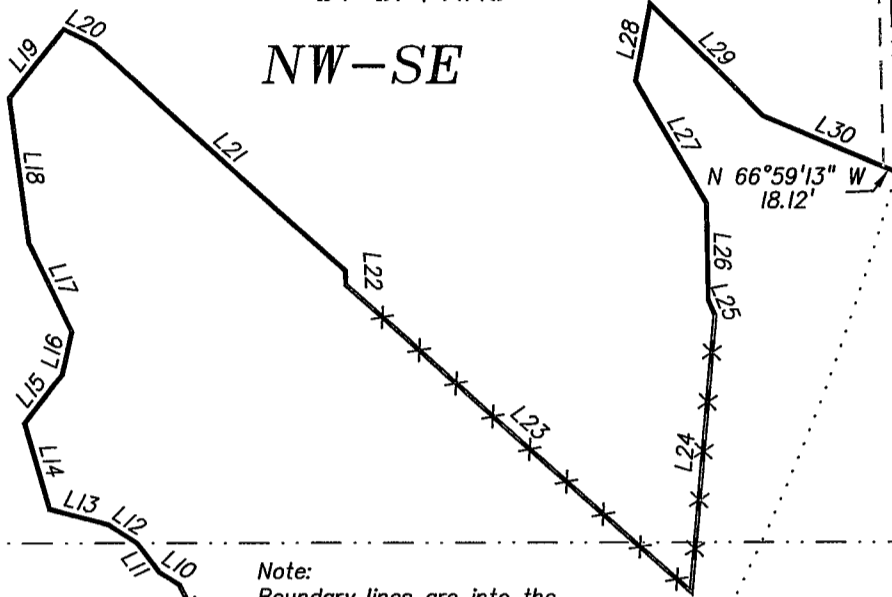 L20
L19
NW-SE
L28
L29
L21
L27
L30
L18
N 66°59'13" W
18.12'
L17
L22
L26
L25
L16
L15
L23
L24
L14
L13
L12
L11
L10
Note:
Boundary lines are into the